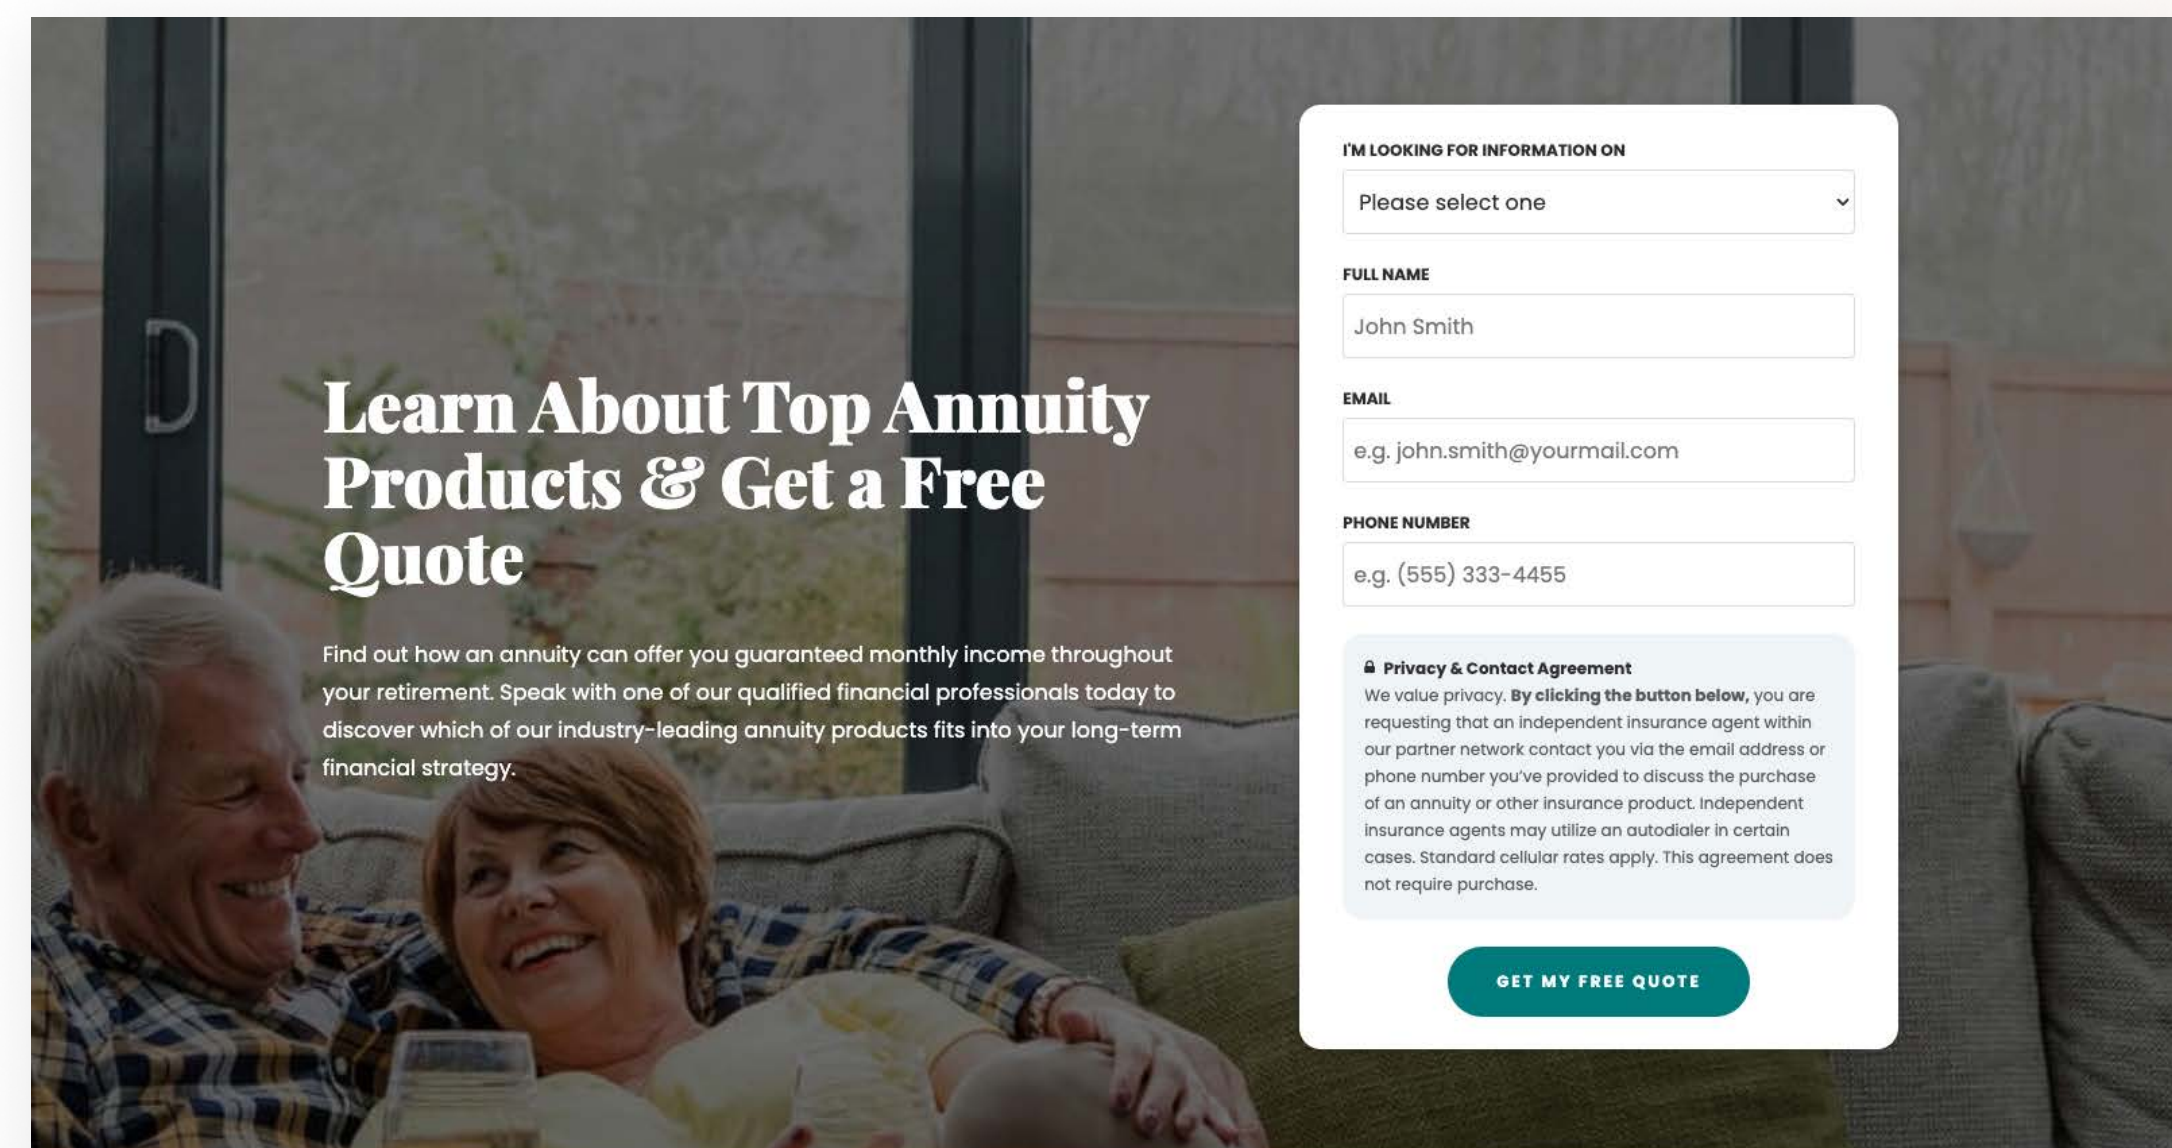 Learn About Top Annuity
Products & Get a Free
Quote
Find out how an annuity can offer you guaranteed monthly income throughout
your retirement. Speak with one of our qualified financial professionals today to
discover which of our industry-leading annuity products fits into your long-term
financial strategy.
I'M LOOKING FOR INFORMATION ON
Please select one
FULL NAME
John Smith
EMAIL
e.g. john.smith@yourmail.com
PHONE NUMBER
e.g. (555) 333-4455
Privacy & Contact Agreement
We value privacy. By clicking the button below, you are
requesting that an independent insurance agent within
our partner network contact you via the email address or
phone number you've provided to discuss the purchase
of an annuity or other insurance product. Independent
insurance agents may utilize an autodialer in certain
cases. Standard cellular rates apply. This agreement does
not require purchase.
GET MY FREE QUOTE